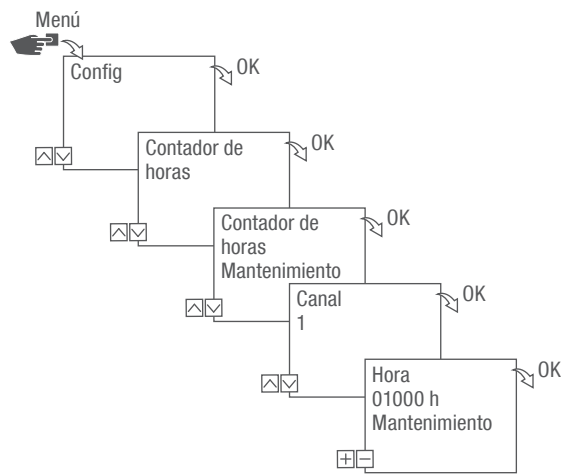 Menú
Config
OK
Contador de
horas
OK
Contador de
horas
Mantenimiento
OK
Canal
1
OK
Hora
01000 h
Mantenimiento
OK